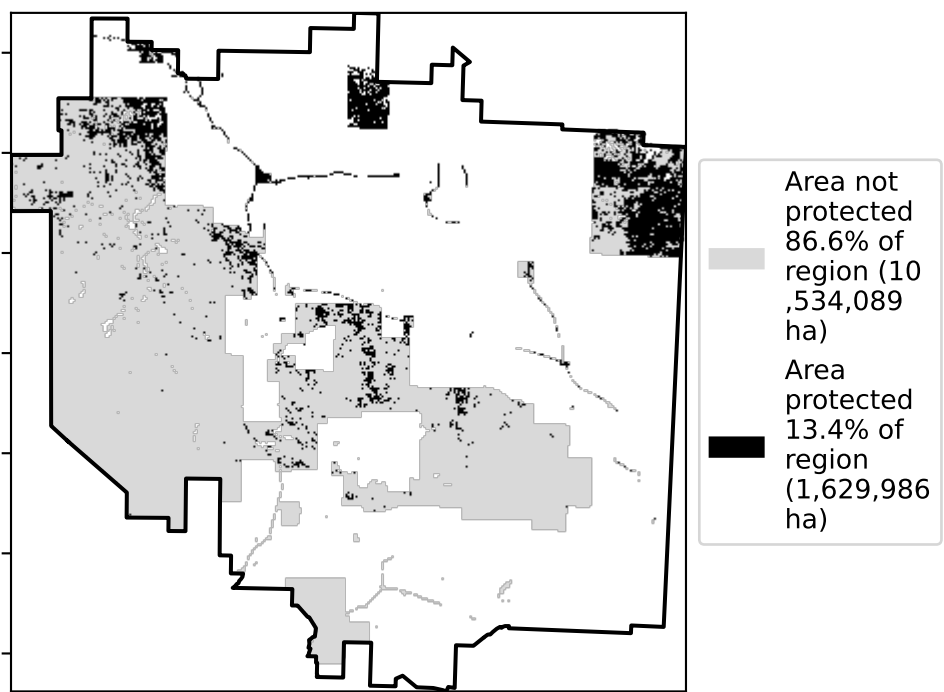 Area not
protected
86.6% of
region (10
,534,089
ha)
Area
protected
13.4% of
region
(1,629,986
ha)